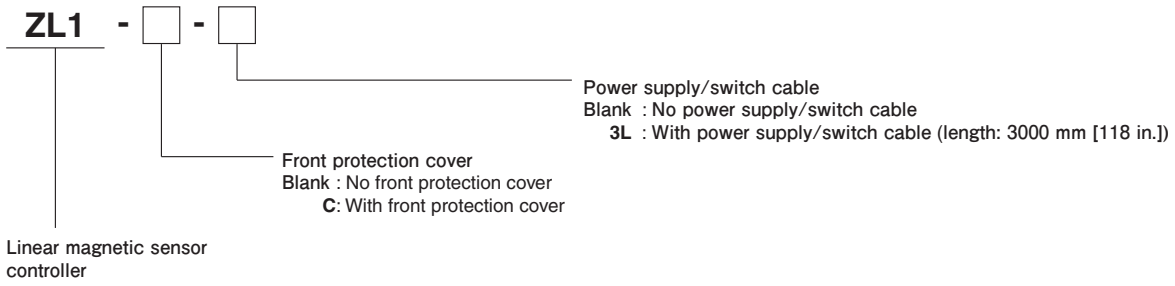 ZL1 - □ - □
Power supply/switch cable
Blank : No power supply/switch cable
3L : With power supply/switch cable (length: 3000 mm [118 in.])
Front protection cover
Blank : No front protection cover
C: With front protection cover
Linear magnetic sensor
controller